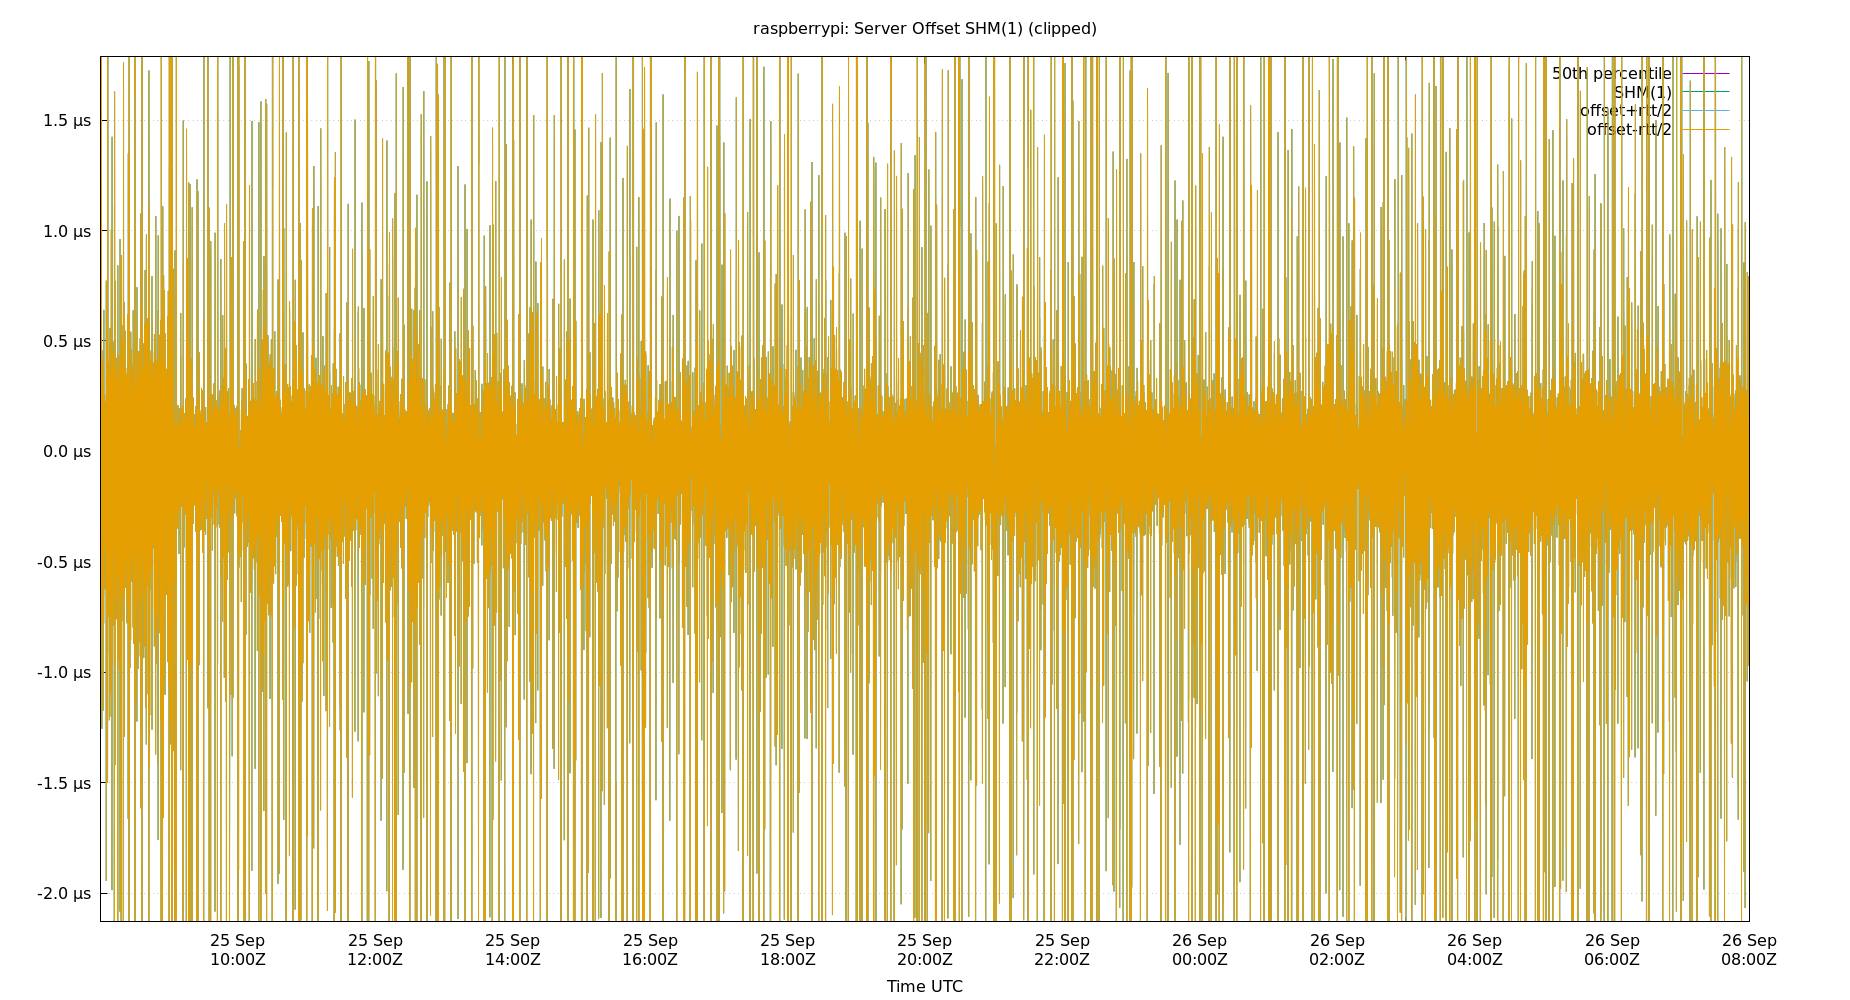 raspberrypi: Server Offset SHM(1) (clipped)
50th percentile
SHM(1)
offset+rtt/2
offset-rtt/2
1.5 µs
1.0 µs
0.5 µs
0.0 µs
-0.5 µs
-1.0 µs
-1.5 µs
-2.0 µs
25 Sep 25 Sep 25 Sep 25 Sep 25 Sep 25 Sep 25 Sep 26 Sep 26 Sep 26 Sep 26 Sep 26 Sep
10:00Z 12:00Z 14:00Z 16:00Z 18:00Z 20:00Z 22:00Z 00:00Z 02:00Z 04:00Z 06:00Z 08:00Z
Time UTC